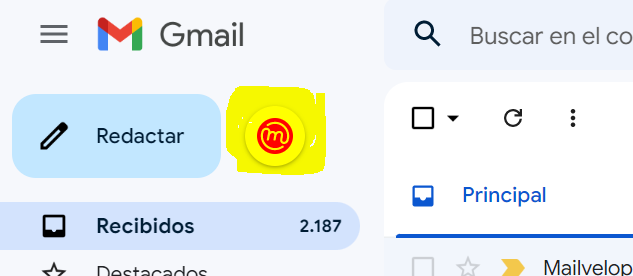 Gmail
Buscar en el co
Redactar
m
Principal
Recibidos 2.187
Destacados
Mailvelop